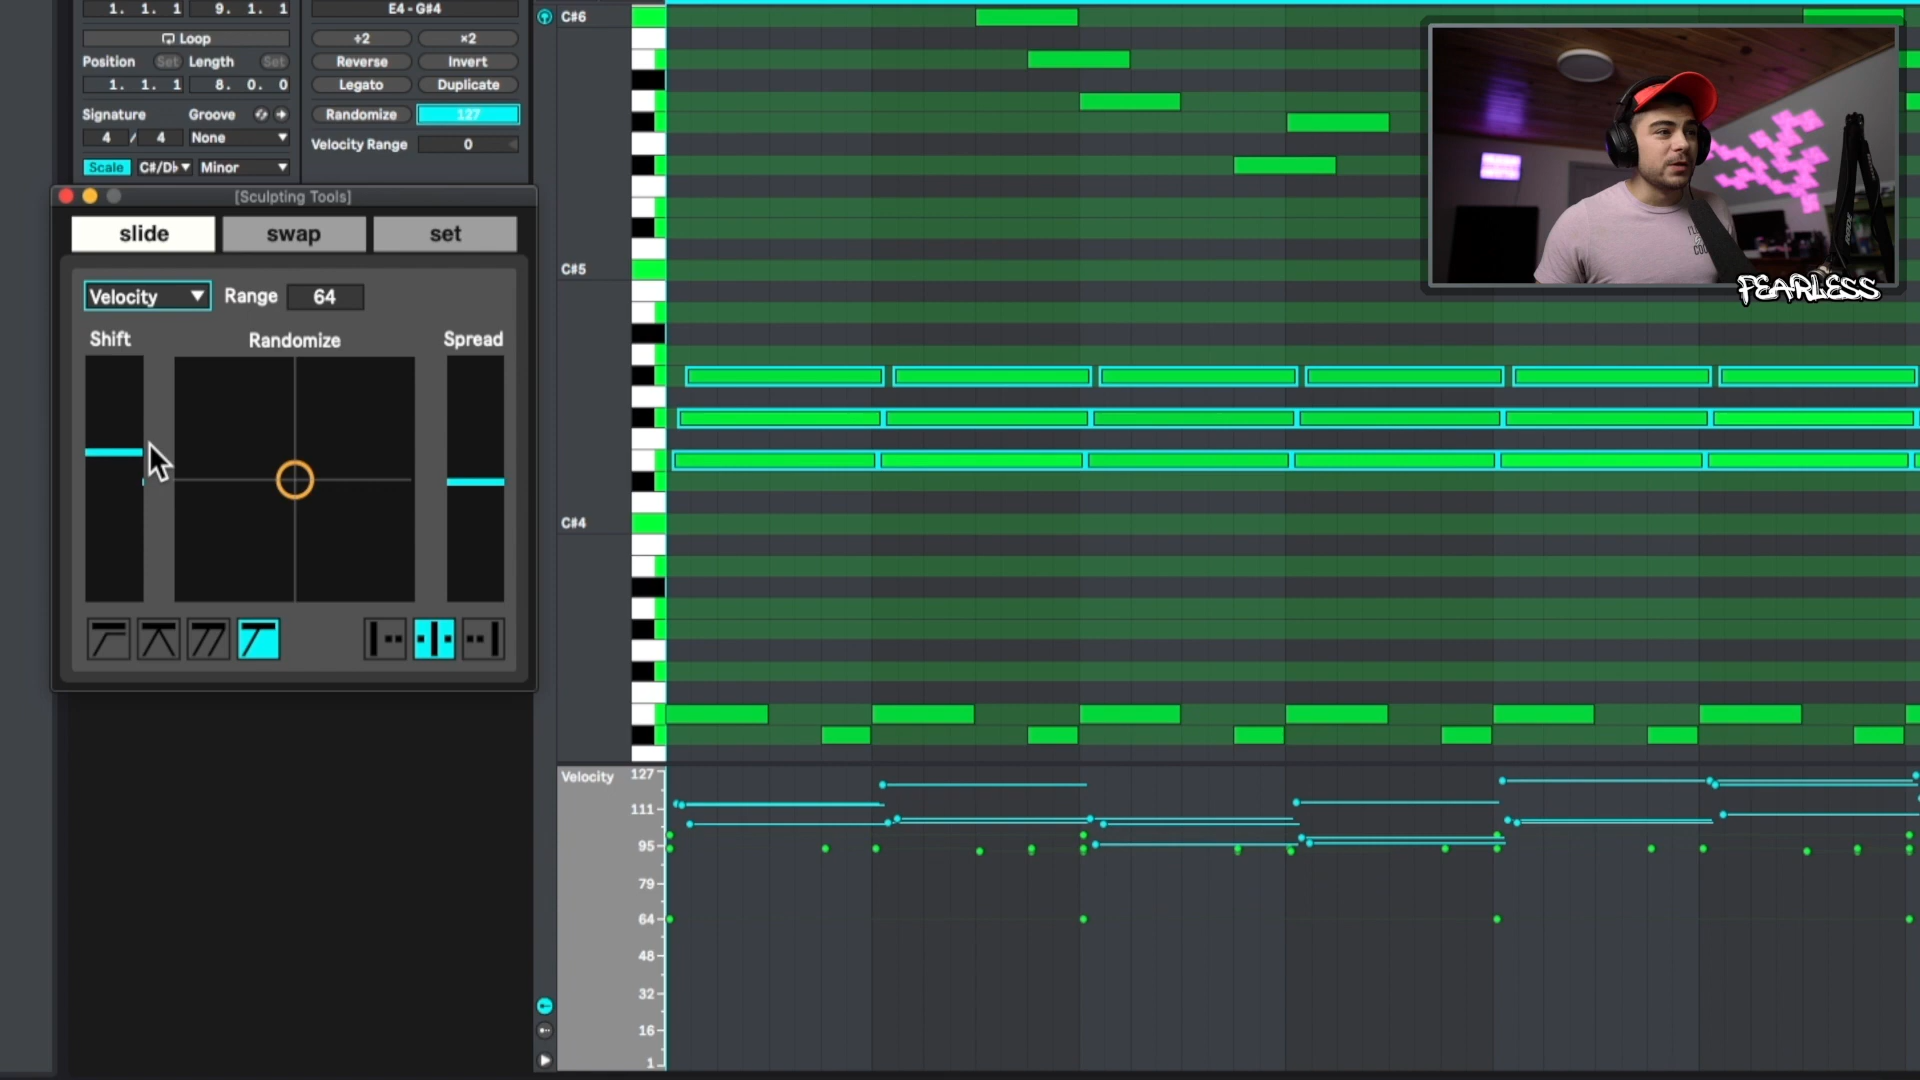 1. 1. 1 9. 1. 1 E4 - G#4
Loop ÷2 ×2
Position Set Length Set Reverse Invert
1. 1. 1 8. 0. 0 Legato Duplicate
Signature Groove Randomize 127
4 / 4 None Velocity Range 0
Scale C#/Db Minor
[Sculpting Tools]
slide swap set
Velocity Range 64
Shift Randomize Spread
C#6
C#5
C#4
FEARLESS
Velocity 127
111
95
79
64
48
32
16
1